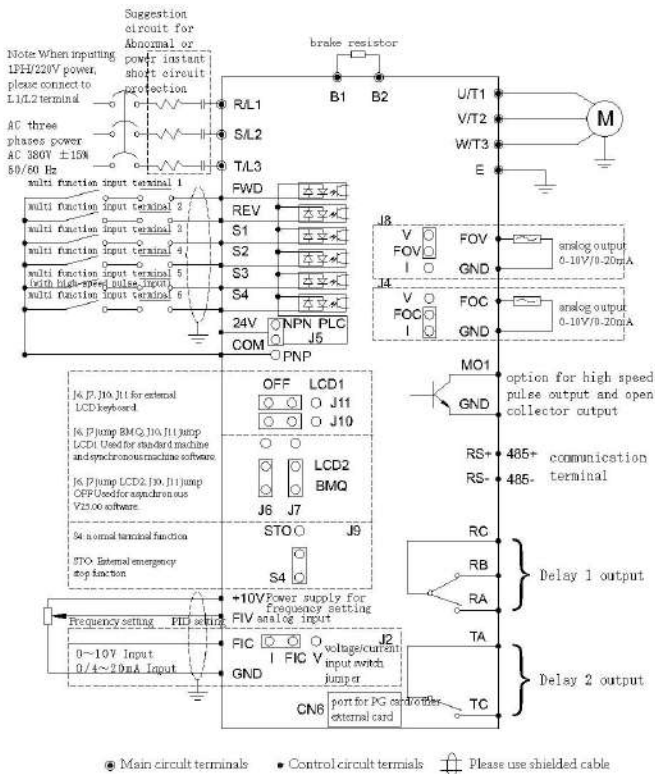 Suggestion
circuit for
Abnormal or
power instant
short circuit
protection
Note: When inputting
1PH/220V power,
please connect to
L1/L2 terminal
AC three
phases power
AC 380V ±15%
50/60 Hz
brake resistor
B1 B2
R/L1
S/L2
T/L3
U/T1
V/T2
W/T3
E
M
multi function input terminal 1
multi function input terminal 2
multi function input terminal 3
multi function input terminal 4
multi function input terminal 5
(with high-speed pulse input)
multi function input terminal 6
FWD
REV
S1
S2
S3
S4
24V
COM
NPN PLC
J5
PNP
J8
V
FOV
I
FOV
GND
analog output
0-10V/0-20mA
J4
V
FOC
I
FOC
GND
analog output
0-10V/0-20mA
MO1
GND
option for high speed
pulse output and open
collector output
RS+ 485+
RS- 485-
communication
terminal
J6, J7, J10, J11 for external
LCD keyboard.
J6, J7 jump BMQ, J10, J11 jump
LCD1 Used for standard machine
and synchronous machine software.
J6, J7 jump LCD2, J10, J11 jump
OFF Used for asynchronous
V25.00 software.
OFF LCD1
J11
J10
LCD2
BMQ
J6 J7
S4: normal terminal function
STO: External emergency
stop function
STO J9
S4
RC
RB
RA
Delay 1 output
TA
TC
Delay 2 output
+10V Power supply for
frequency setting
FIV analog input
Frequency setting PID setting
FIC
GND
0～10V Input
0/4～20mA Input
J2
I FIC V
voltage/current
input switch
jumper
CN6
port for PG card/other
external card
Main circuit terminals
Control circuit termials
Please use shielded cable